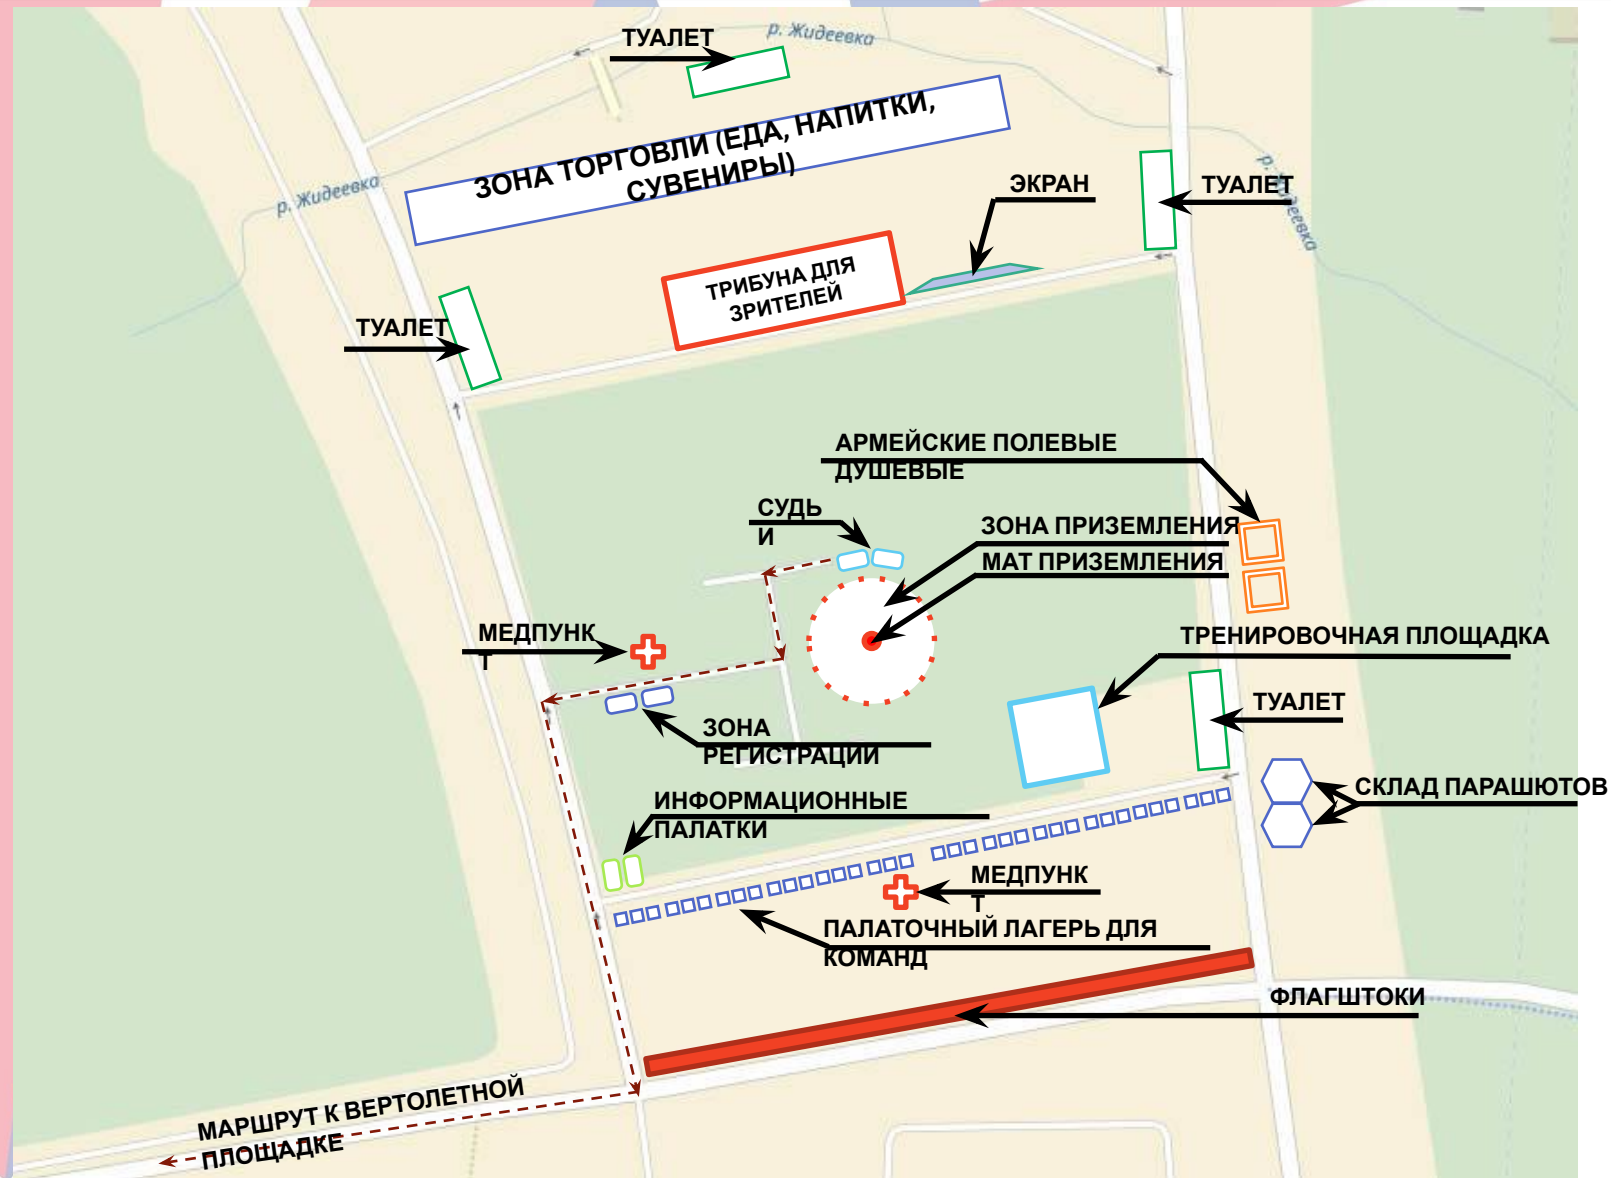 ТУАЛЕТ
р. Жидеевка
ЗОНА ТОРГОВЛИ (ЕДА, НАПИТКИ,
СУВЕНИРЫ)
р. Жидеевка
ЭКРАН
ТУАЛЕТ
р. Жидеевка
ТРИБУНА ДЛЯ
ЗРИТЕЛЕЙ
ТУАЛЕТ
АРМЕЙСКИЕ ПОЛЕВЫЕ
ДУШЕВЫЕ
СУДЬ
И
ЗОНА ПРИЗЕМЛЕНИЯ
МАТ ПРИЗЕМЛЕНИЯ
МЕДПУНК
Т
ТРЕНИРОВОЧНАЯ ПЛОЩАДКА
ТУАЛЕТ
ЗОНА
РЕГИСТРАЦИИ
СКЛАД ПАРАШЮТОВ
ИНФОРМАЦИОННЫЕ
ПАЛАТКИ
МЕДПУНК
Т
ПАЛАТОЧНЫЙ ЛАГЕРЬ ДЛЯ
КОМАНД
ФЛАГШТОКИ
МАРШРУТ К ВЕРТОЛЕТНОЙ
ПЛОЩАДКЕ